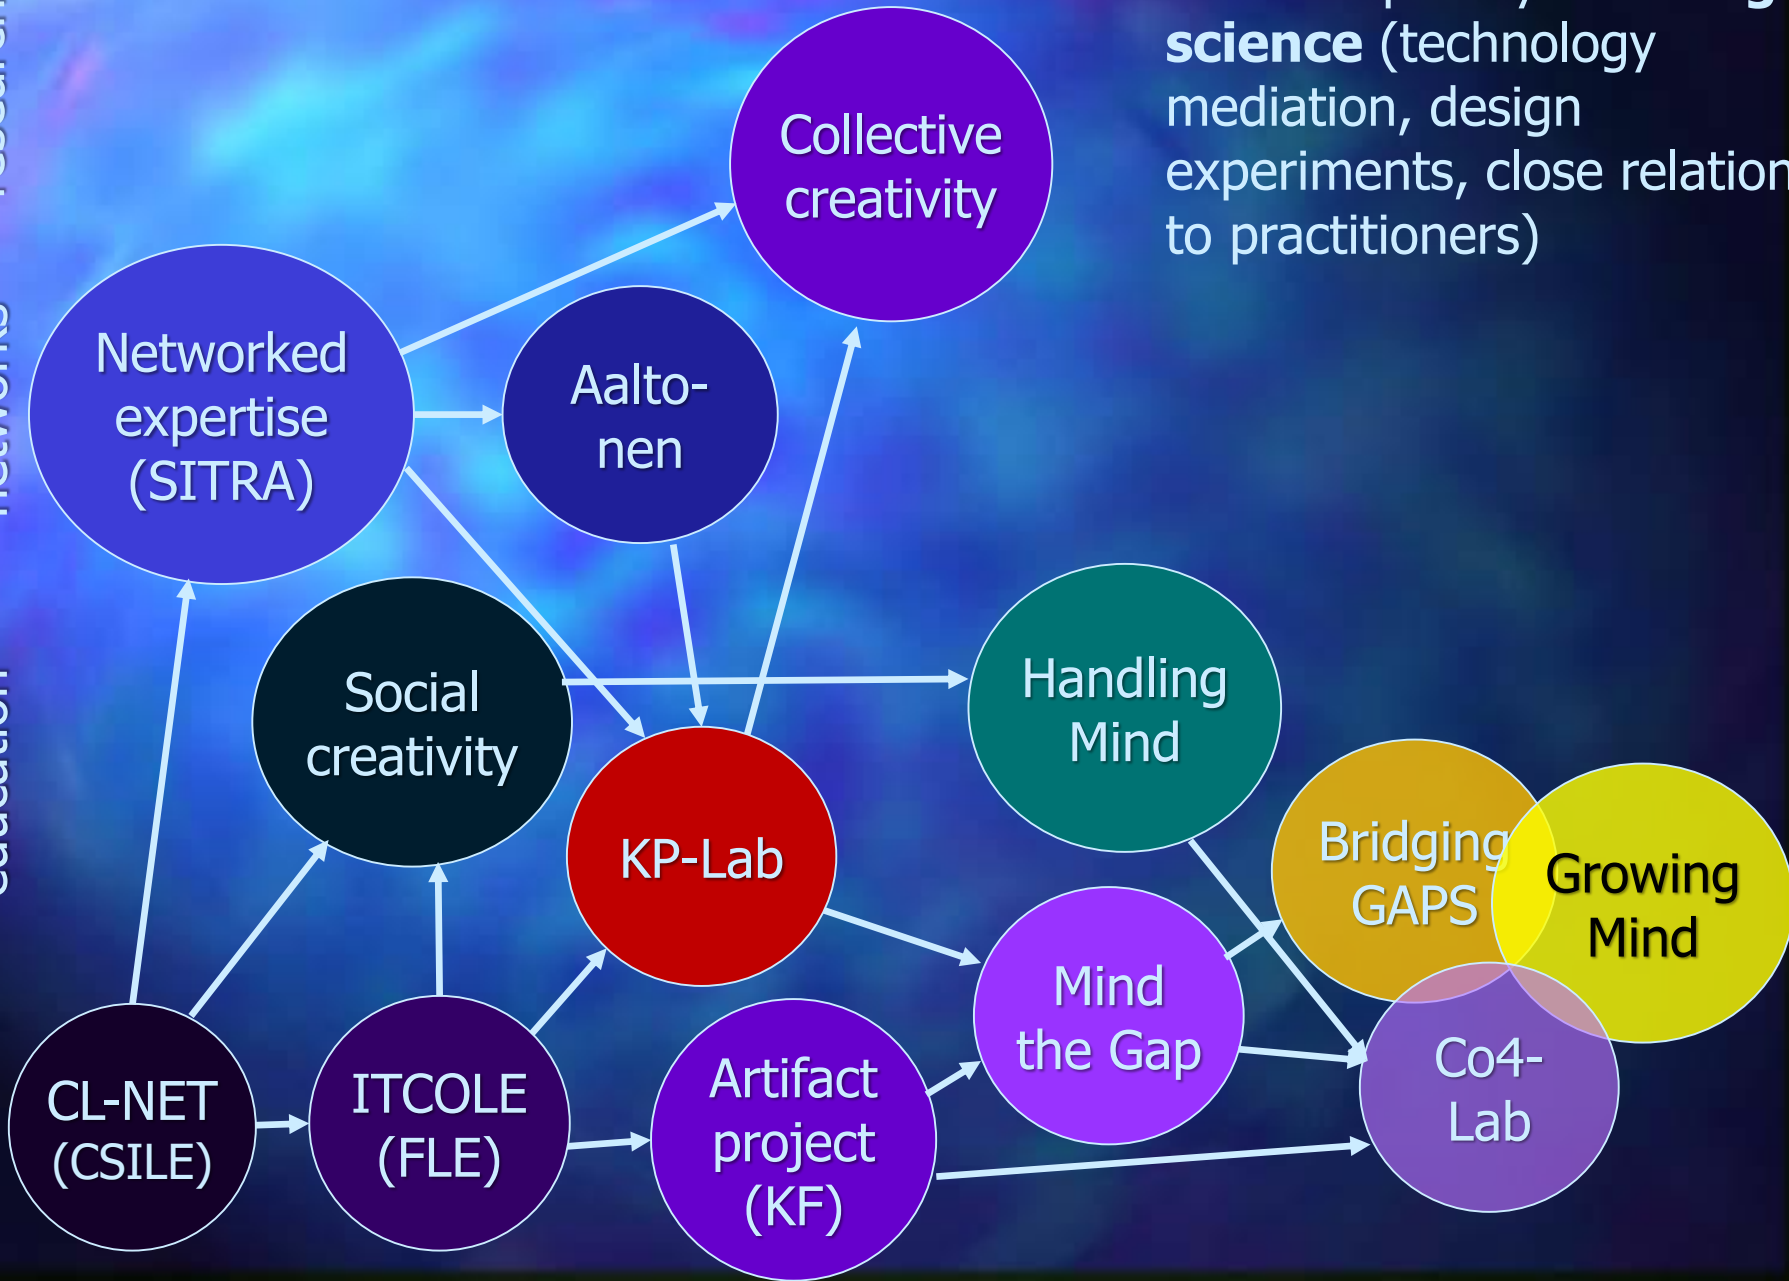 science (technology
mediation, design
experiments, close relation
to practitioners)
Collective
creativity
Networked
expertise
(SITRA)
Aalto-
nen
Social
creativity
Handling
Mind
KP-Lab
Bridging
GAPS
Growing
Mind
Mind
the Gap
CL-NET
(CSILE)
ITCOLE
(FLE)
Artifact
project
(KF)
Co4-
Lab
networks
education